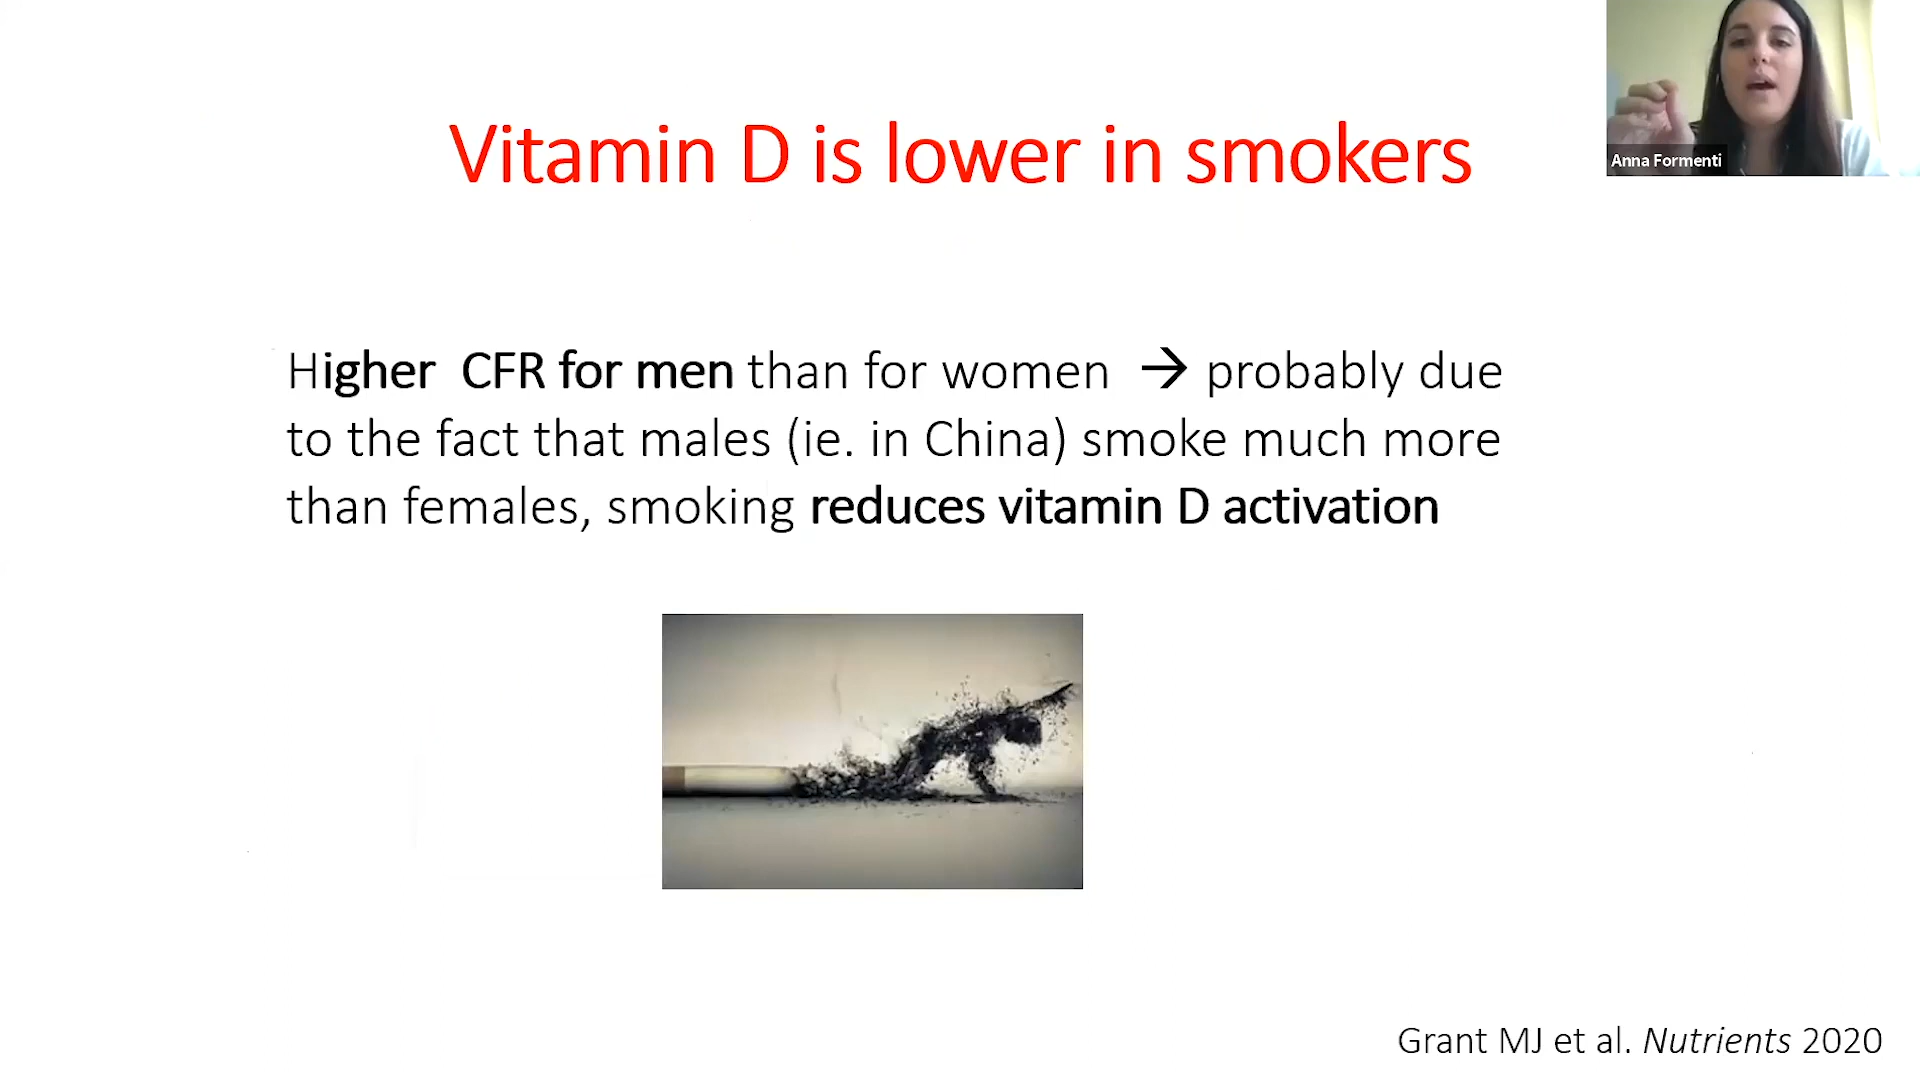 Vitamin D is lower in smokers
Anna Formenti
Higher CFR for men than for women → probably due
to the fact that males (ie. in China) smoke much more
than females, smoking reduces vitamin D activation
Grant MJ et al. Nutrients 2020